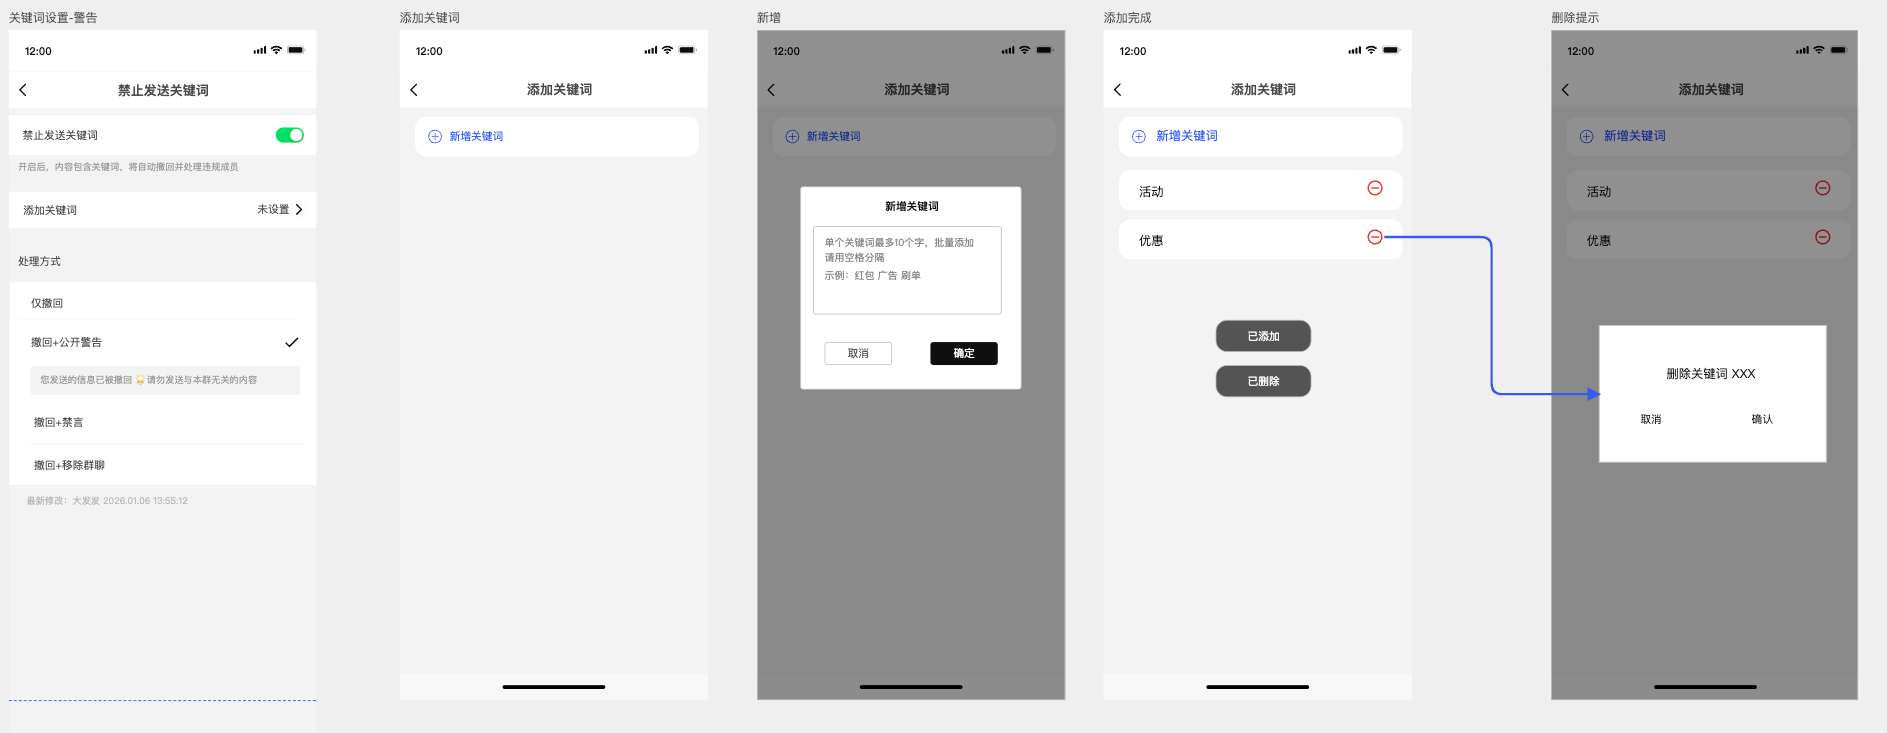 关键词设置-警告
12:00
禁止发送关键词
禁止发送关键词
开启后，内容包含关键词，将自动撤回并处理违规成员
添加关键词
未设置
处理方式
仅撤回
撤回+公开警告
您发送的信息已被撤回 请勿发送与本群无关的内容
撤回+禁言
撤回+移除群聊
最新修改：大发发 2026.01.06 13:55:12
添加关键词
12:00
添加关键词
新增关键词
新增
12:00
添加关键词
新增关键词
新增关键词
单个关键词最多10个字，批量添加
请用空格分隔
示例：红包 广告 刷单
取消
确定
添加完成
12:00
添加关键词
新增关键词
活动
优惠
已添加
已删除
删除提示
12:00
添加关键词
新增关键词
活动
优惠
删除关键词 XXX
取消
确认